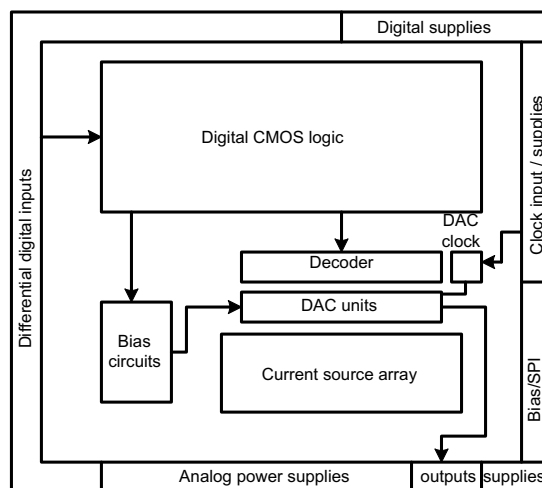 Digital supplies
Differential digital inputs
Digital CMOS logic
Clock input / supplies
DAC
clock
Decoder
DAC units
Bias
circuits
Current source array
Bias/SPI
Analog power supplies
outputs
supplies